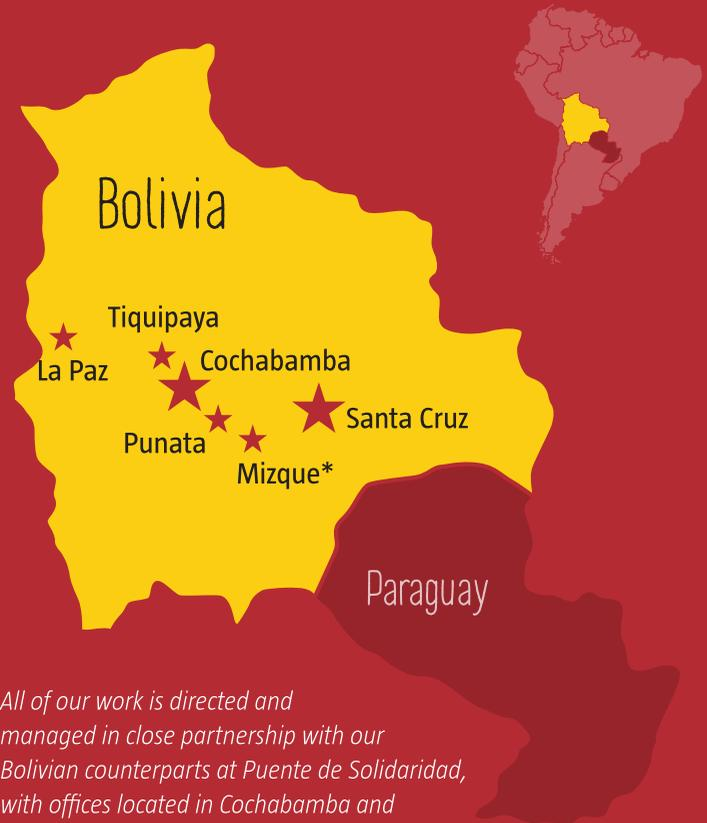 Bolivia
Tiquipaya
La Paz
Cochabamba
Santa Cruz
Punata
Mizque*
Paraguay
All of our work is directed and
managed in close partnership with our
Bolivian counterparts at Puente de Solidaridad,
with offices located in Cochabamba and